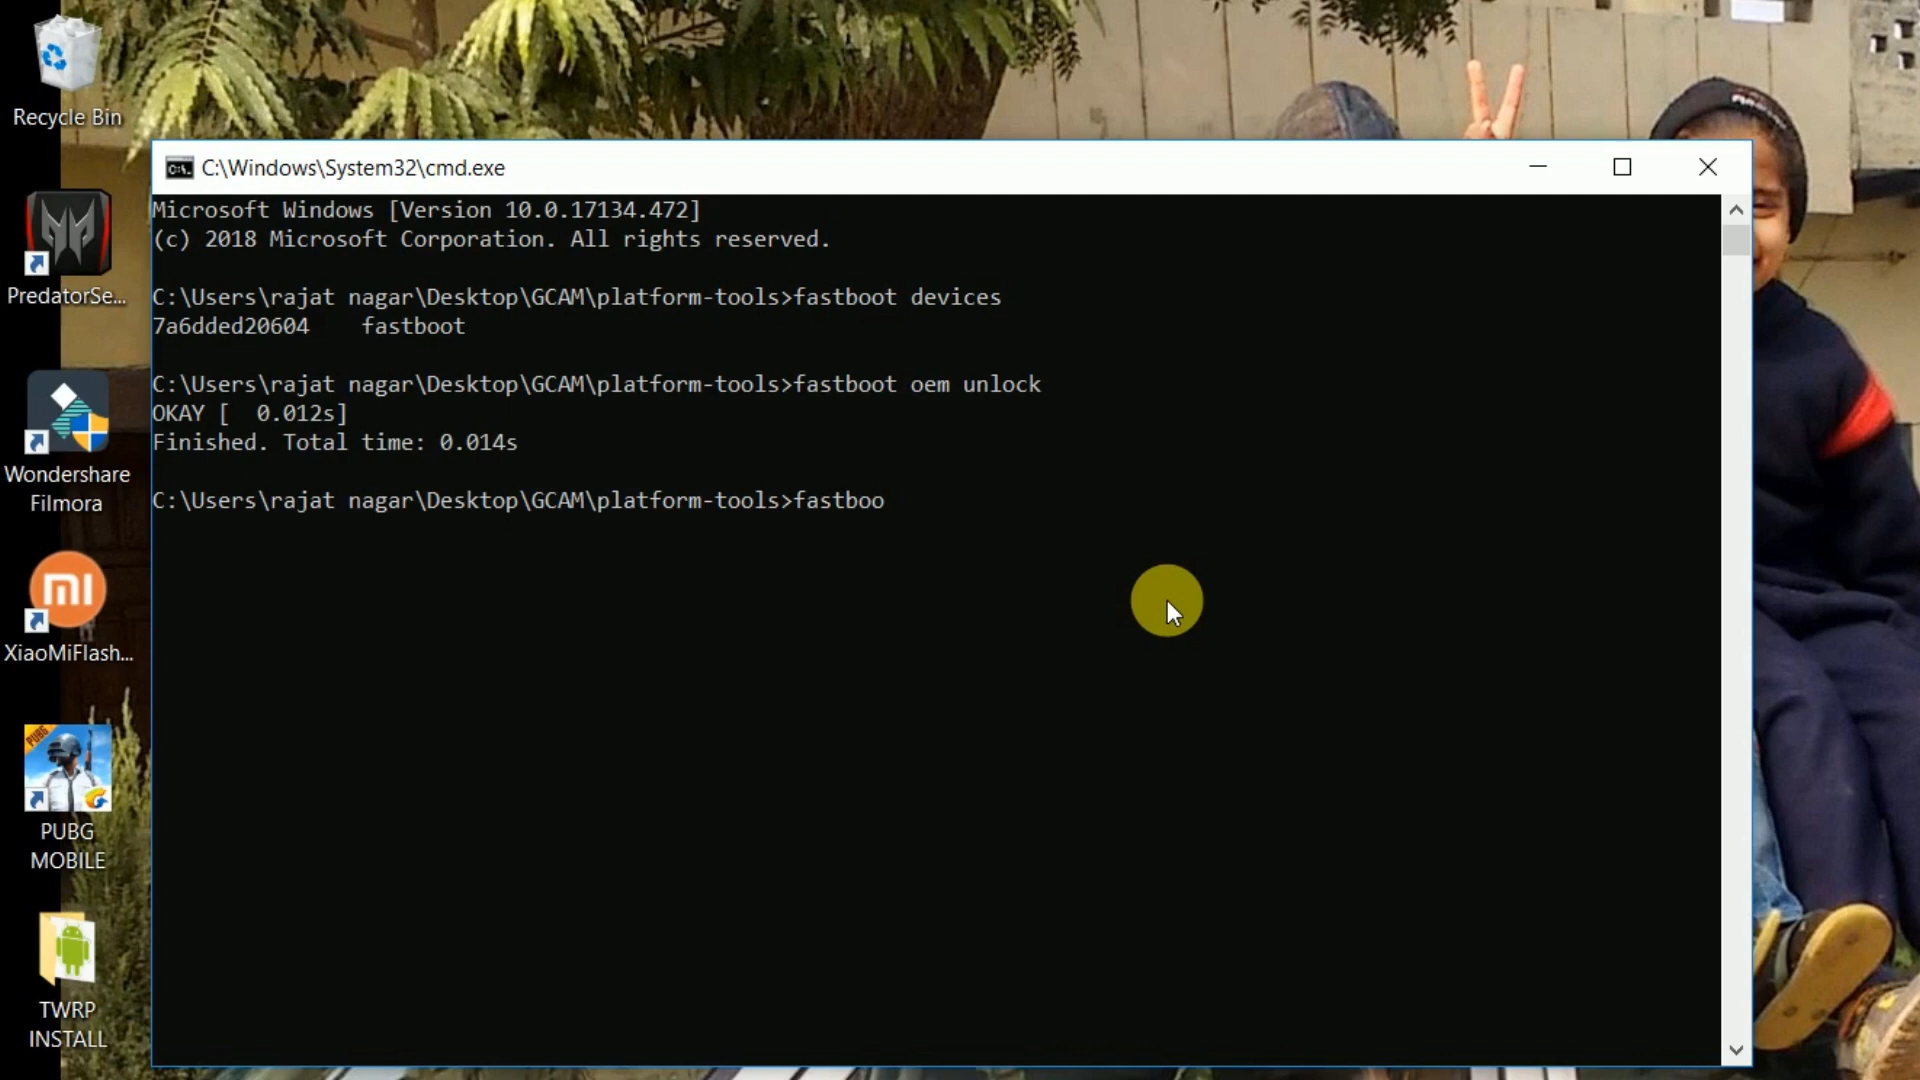 Recycle Bin
PredatorSe...
Wondershare
Filmora
XiaoMiFlash...
PUBG
MOBILE
TWRP
INSTALL
C:\Windows\System32\cmd.exe
Microsoft Windows [Version 10.0.17134.472]
(c) 2018 Microsoft Corporation. All rights reserved.
C:\Users\rajat nagar\Desktop\GCAM\platform-tools>fastboot devices
7a6dded20604    fastboot
C:\Users\rajat nagar\Desktop\GCAM\platform-tools>fastboot oem unlock
OKAY [  0.012s]
Finished. Total time: 0.014s
C:\Users\rajat nagar\Desktop\GCAM\platform-tools>fastboo